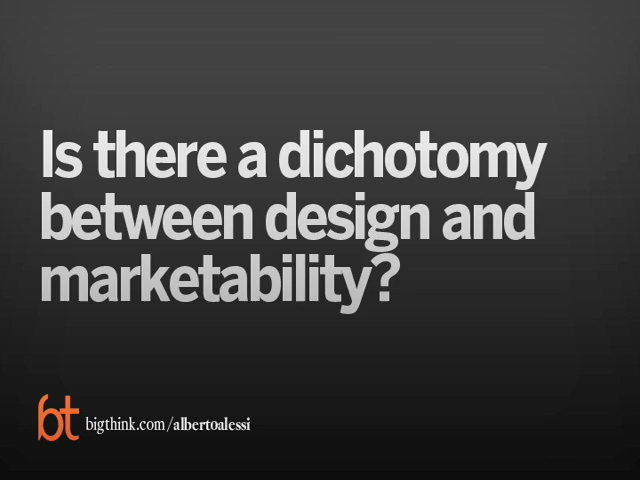 Is there a dichotomy
between design and
marketability?
bt bigthink.com/albertoalessi